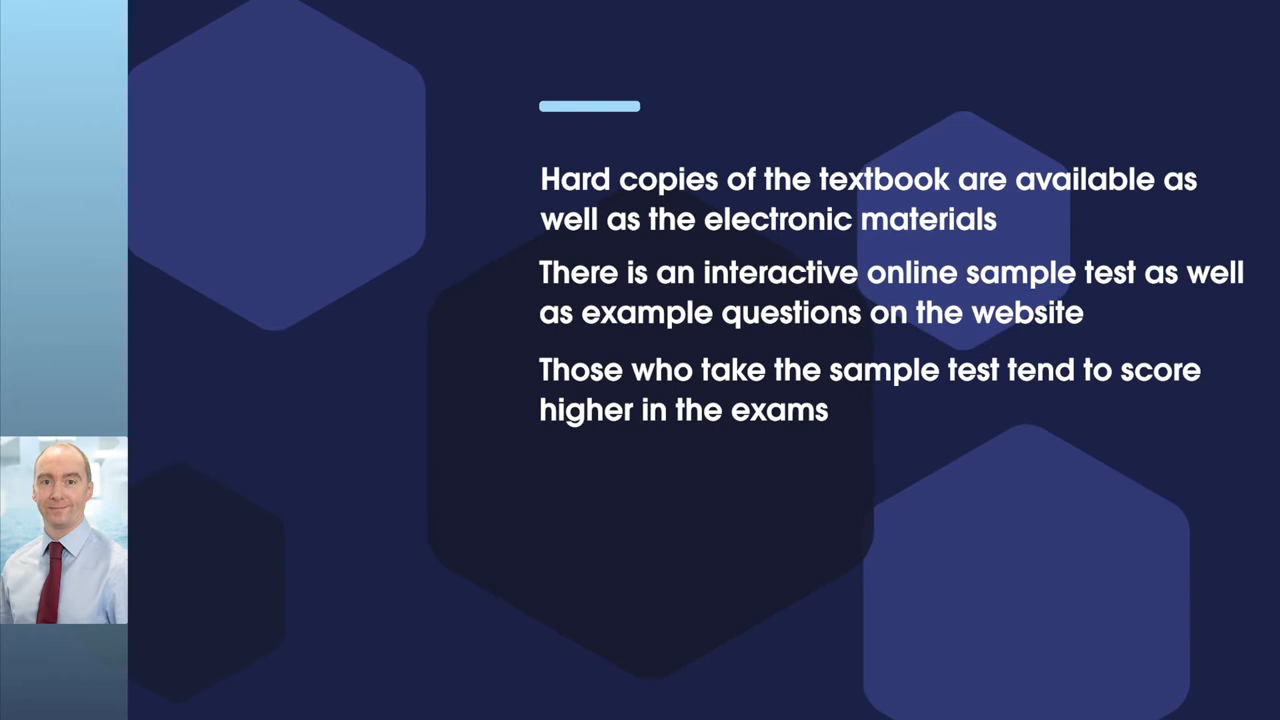 Hard copies of the textbook are available as
well as the electronic materials
There is an interactive online sample test as well
as example questions on the website
Those who take the sample test tend to score
higher in the exams